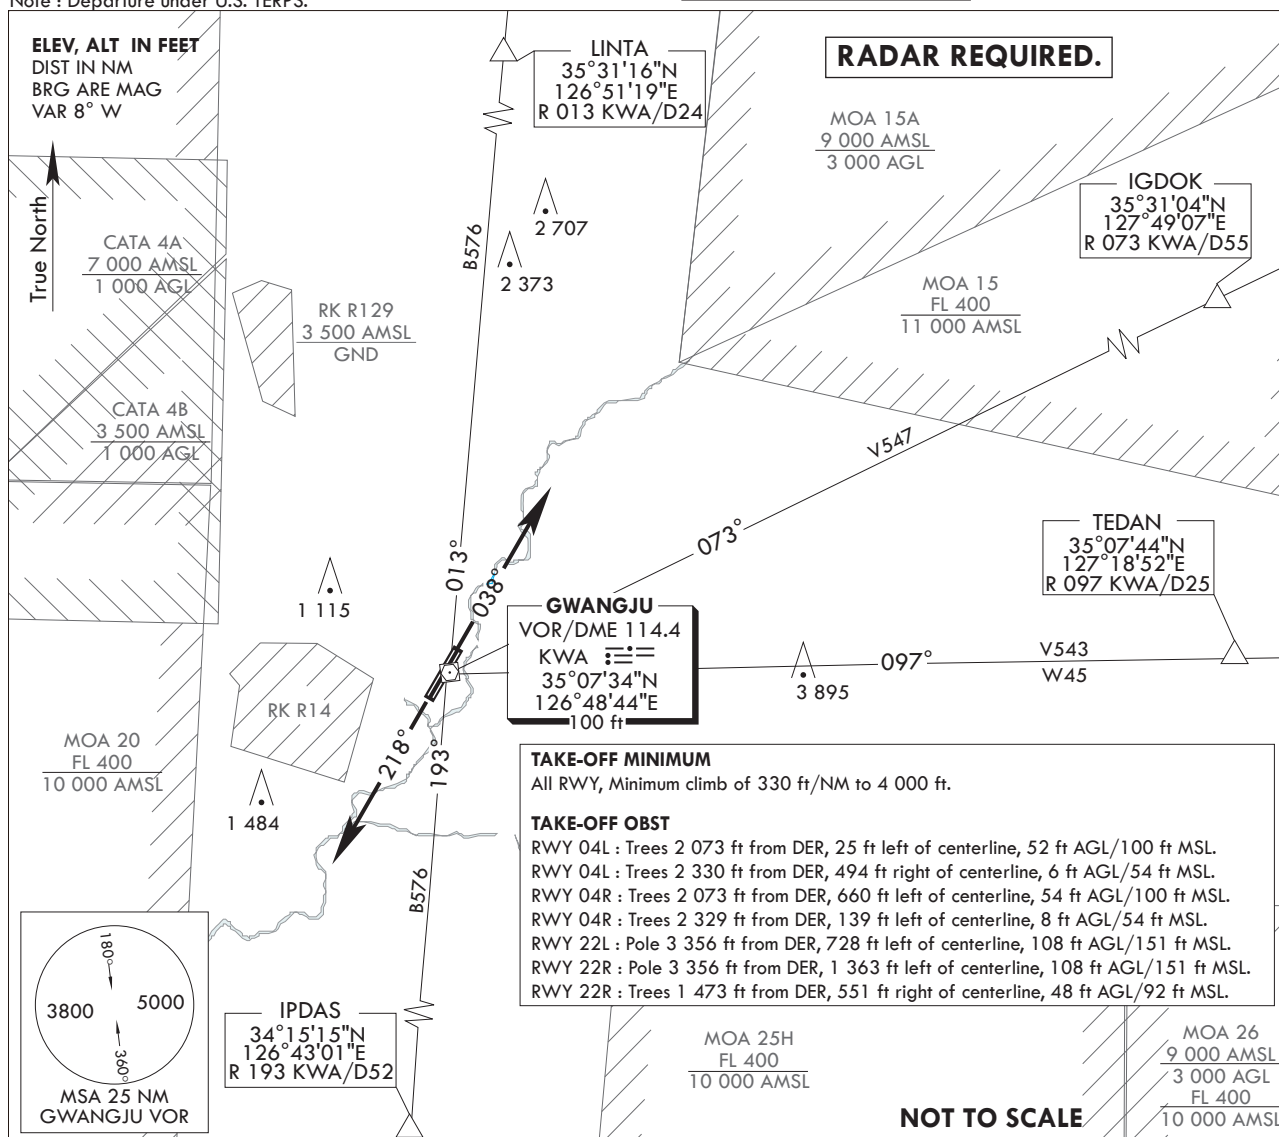 Note : Departure under U.S. TERPS.
ELEV, ALT IN FEET
DIST IN NM
BRG ARE MAG
VAR 8° W
True North
LINTA
35°31'16"N
126°51'19"E
R 013 KWA/D24
RADAR REQUIRED.
MOA 15A
9 000 AMSL
3 000 AGL
IGDOK
35°31'04"N
127°49'07"E
R 073 KWA/D55
2 707
2 373
B576
CATA 4A
7 000 AMSL
1 000 AGL
RK R129
3 500 AMSL
GND
MOA 15
FL 400
11 000 AMSL
CATA 4B
3 500 AMSL
1 000 AGL
V547
073°
TEDAN
35°07'44"N
127°18'52"E
R 097 KWA/D25
013°
038°
1 115
GWANGJU
VOR/DME 114.4
KWA
35°07'34"N
126°48'44"E
100 ft
097°
V543
W45
3 895
RK R14
218°
193°
MOA 20
FL 400
10 000 AMSL
1 484
B576
TAKE-OFF MINIMUM
All RWY, Minimum climb of 330 ft/NM to 4 000 ft.
TAKE-OFF OBST
RWY 04L : Trees 2 073 ft from DER, 25 ft left of centerline, 52 ft AGL/100 ft MSL.
RWY 04L : Trees 2 330 ft from DER, 494 ft right of centerline, 6 ft AGL/54 ft MSL.
RWY 04R : Trees 2 073 ft from DER, 660 ft left of centerline, 54 ft AGL/100 ft MSL.
RWY 04R : Trees 2 329 ft from DER, 139 ft left of centerline, 8 ft AGL/54 ft MSL.
RWY 22L : Pole 3 356 ft from DER, 728 ft left of centerline, 108 ft AGL/151 ft MSL.
RWY 22R : Pole 3 356 ft from DER, 1 363 ft left of centerline, 108 ft AGL/151 ft MSL.
RWY 22R : Trees 1 473 ft from DER, 551 ft right of centerline, 48 ft AGL/92 ft MSL.
180°
3800
5000
360°
MSA 25 NM
GWANGJU VOR
IPDAS
34°15'15"N
126°43'01"E
R 193 KWA/D52
MOA 25H
FL 400
10 000 AMSL
MOA 26
9 000 AMSL
3 000 AGL
FL 400
10 000 AMSL
NOT TO SCALE